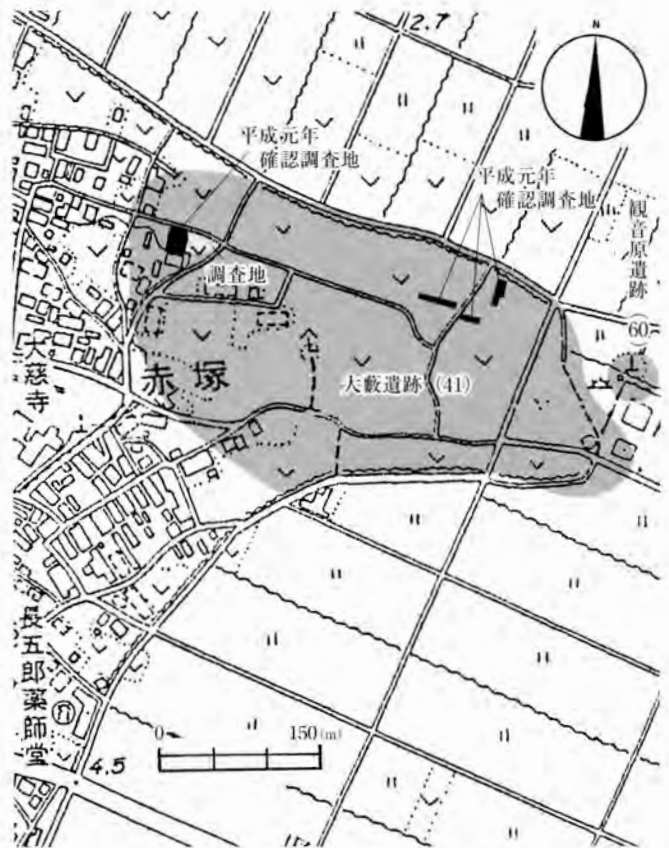 N
2.7
平成元年
確認調査地
平成元年
確認調査地
観音原遺跡
(60)
調査地
大慈寺
赤塚
大藪遺跡 (41)
長五郎薬師堂
0 150(m)
4.5